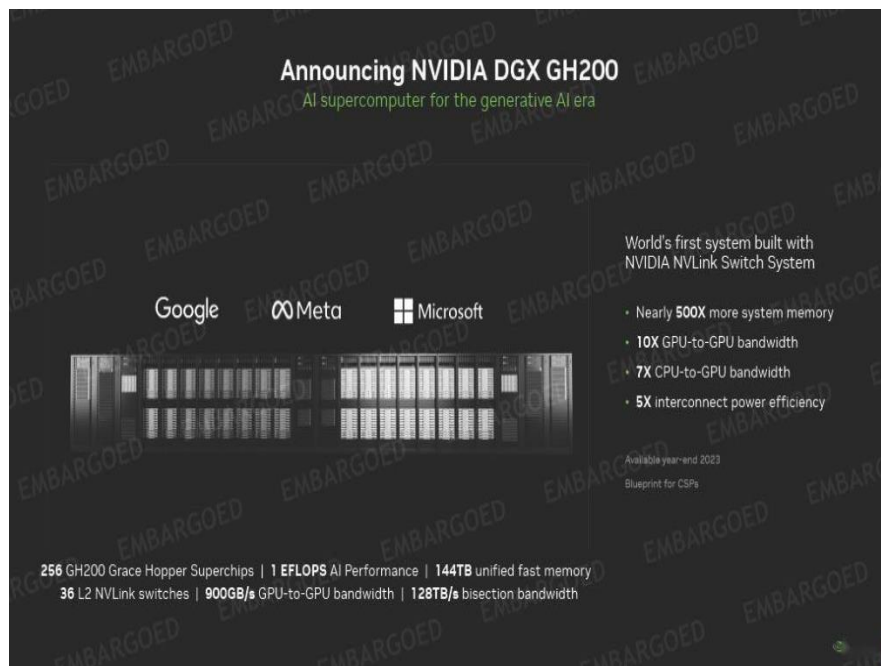 Announcing NVIDIA DGX GH200
AI supercomputer for the generative AI era
Google
Meta
Microsoft
World's first system built with
NVIDIA NVLink Switch System
• Nearly 500X more system memory
• 10X GPU-to-GPU bandwidth
• 7X CPU-to-GPU bandwidth
• 5X interconnect power efficiency
Available year-end 2023
Blueprint for CSPs
256 GH200 Grace Hopper Superchips | 1 EFLOPS AI Performance | 144TB unified fast memory
36 L2 NVLink switches | 900GB/s GPU-to-GPU bandwidth | 128TB/s bisection bandwidth
EMBARGOED